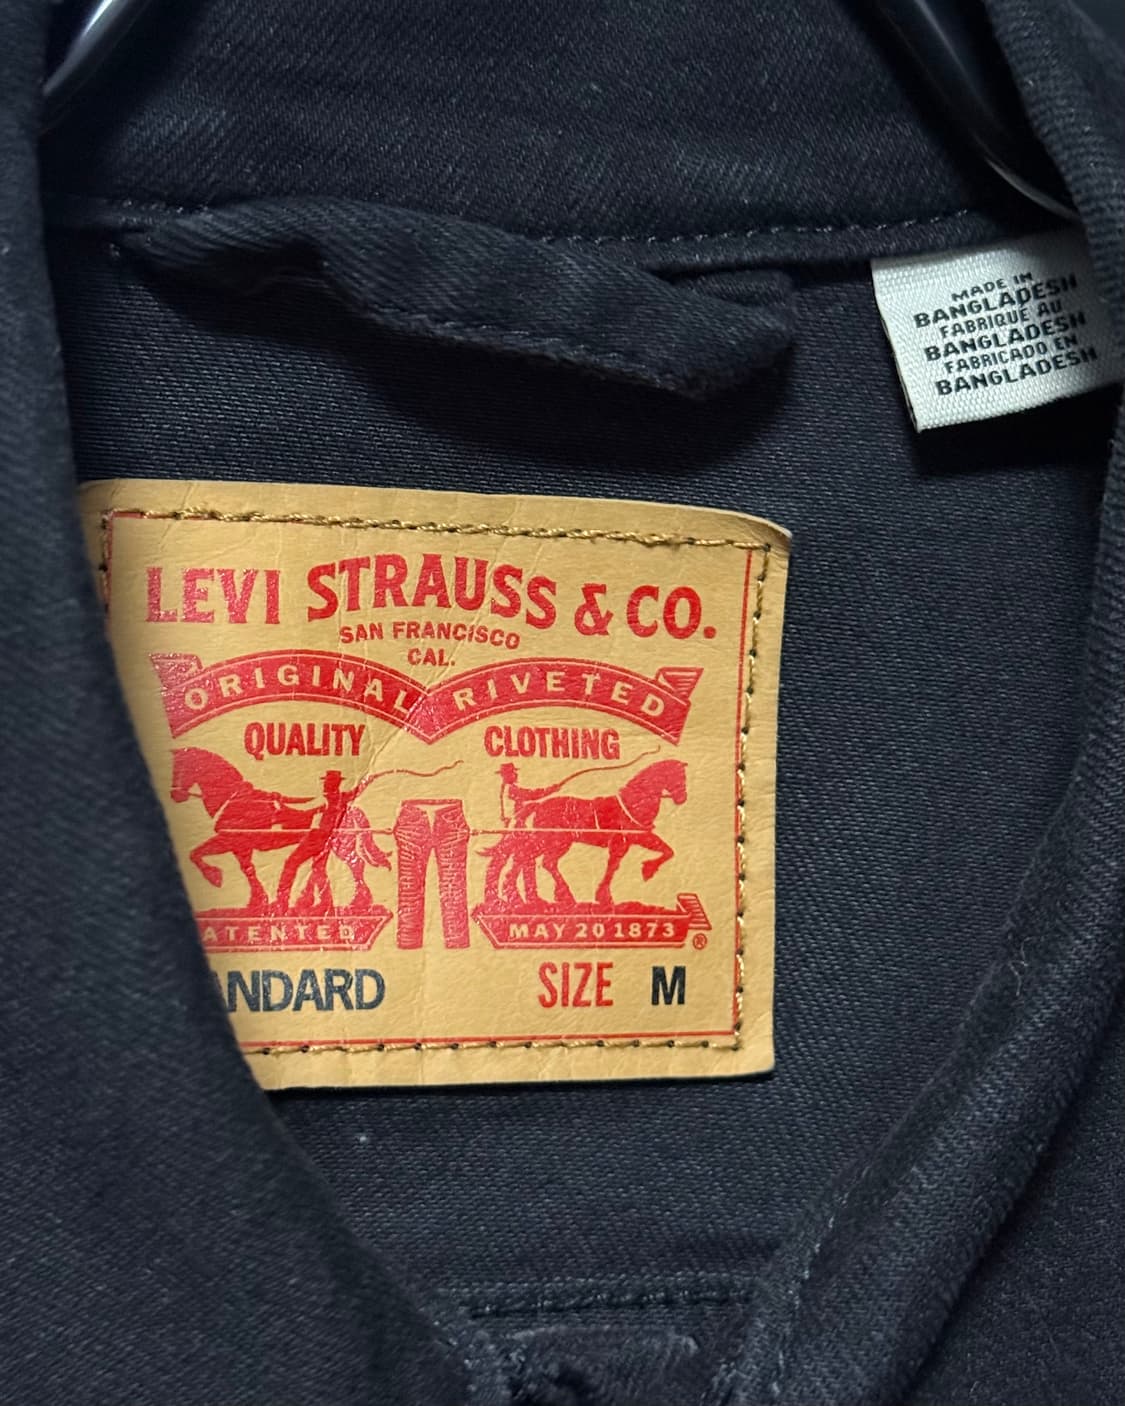 MADE IN
BANGLADESH
FABRIQUE AU
BANGLADESH
FABRICADO EN
BANGLADESH
LEVI STRAUSS & CO.
SAN FRANCISCO
CAL.
ORIGINAL RIVETED
QUALITY CLOTHING
ATENTED MAY 20 1873 ®
NDARD SIZE M